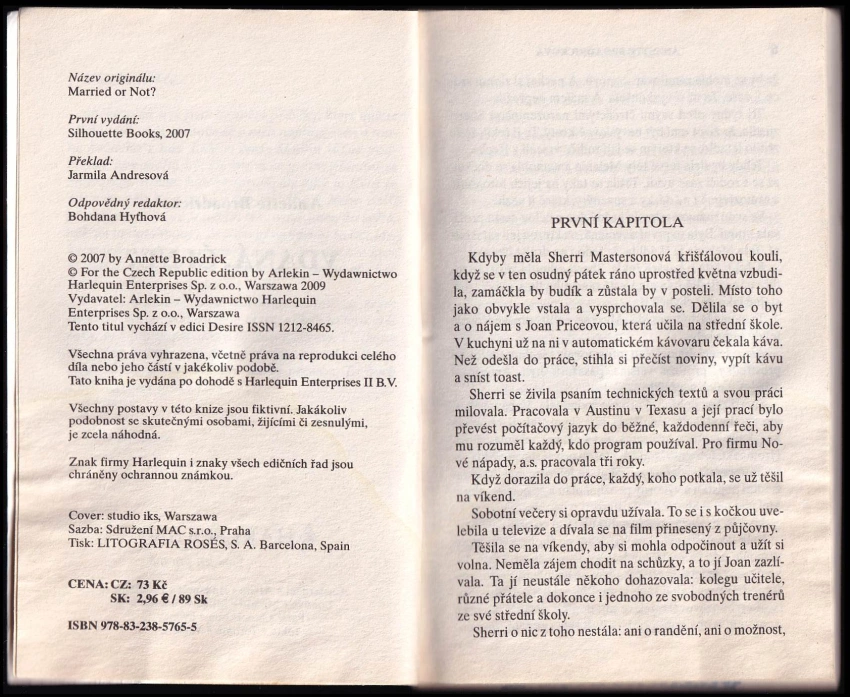 Název originálu:
Married or Not?
První vydání:
Silhouette Books, 2007
Překlad:
Jarmila Andresová
Odpovědný redaktor:
Bohdana Hyťhová
© 2007 by Annette Broadrick
© For the Czech Republic edition by Arlekin – Wydawnictwo
Harlequin Enterprises Sp. z o.o., Warszawa 2009
Vydavatel: Arlekin – Wydawnictwo Harlequin
Enterprises Sp. z o.o., Warszawa
Tento titul vychází v edici Desire ISSN 1212-8465.
Všechna práva vyhrazena, včetně práva na reprodukci celého
díla nebo jeho částí v jakékoliv podobě.
Tato kniha je vydána po dohodě s Harlequin Enterprises II B.V.
Všechny postavy v této knize jsou fiktivní. Jakákoliv
podobnost se skutečnými osobami, žijícími či zesnulými,
je zcela náhodná.
Znak firmy Harlequin i znaky všech edičních řad jsou
chráněny ochrannou známkou.
Cover: studio iks, Warszawa
Sazba: Sdružení MAC s.r.o., Praha
Tisk: LITOGRAFIA ROSÉS, S. A. Barcelona, Spain
CENA: CZ: 73 Kč
SK: 2,96 € / 89 Sk
ISBN 978-83-238-5765-5
PRVNÍ KAPITOLA
Kdyby měla Sherri Mastersonová křišťálovou kouli,
když se v ten osudný pátek ráno uprostřed května vzbudi-
la, zamáčkla by budík a zůstala by v posteli. Místo toho
jako obvykle vstala a vysprchovala se. Dělila se o byt
a o nájem s Joan Priceovou, která učila na střední škole.
V kuchyni už na ni v automatickém kávovaru čekala káva.
Než odešla do práce, stihla si přečíst noviny, vypít kávu
a sníst toast.
Sherri se živila psaním technických textů a svou práci
milovala. Pracovala v Austinu v Texasu a její prací bylo
převést počítačový jazyk do běžné, každodenní řeči, aby
mu rozuměl každý, kdo program používal. Pro firmu No-
vé nápady, a.s. pracovala tři roky.
Když dorazila do práce, každý, koho potkala, se už těšil
na víkend.
Sobotní večery si opravdu užívala. To se i s kočkou uve-
lebila u televize a dívala se na film přinesený z půjčovny.
Těšila se na víkendy, aby si mohla odpočinout a užít si
volna. Neměla zájem chodit na schůzky, a to jí Joan zazlí-
vala. Ta jí neustále někoho dohazovala: kolegu učitele,
různé přátele a dokonce i jednoho ze svobodných trenérů
ze své střední školy.
Sherri o nic z toho nestála: ani o randění, ani o možnost,